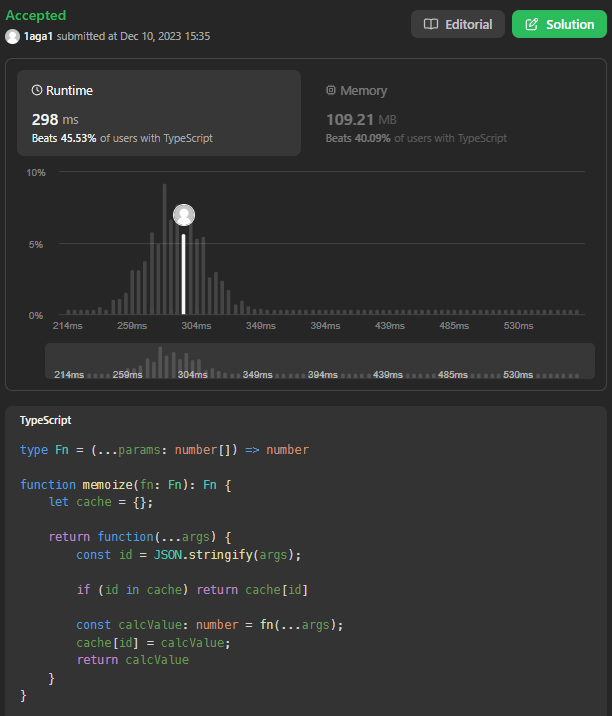 Accepted
1aga1 submitted at Dec 10, 2023 15:35
Editorial
Solution
Runtime
298 ms
Beats 45.53% of users with TypeScript
Memory
109.21 MB
Beats 40.09% of users with TypeScript
10%
5%
0%
214ms 259ms 304ms 349ms 394ms 439ms 485ms 530ms
214ms 259ms 304ms 349ms 394ms 439ms 485ms 530ms
TypeScript
type Fn = (...params: number[]) => number
function memoize(fn: Fn): Fn {
    let cache = {};
    return function(...args) {
        const id = JSON.stringify(args);
        if (id in cache) return cache[id]
        const calcValue: number = fn(...args);
        cache[id] = calcValue;
        return calcValue
    }
}